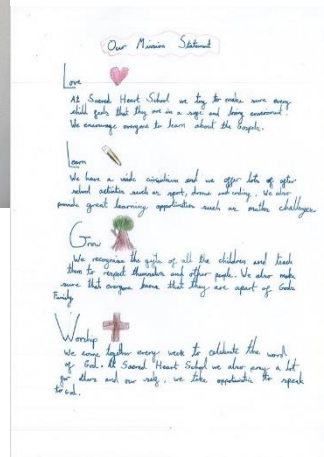 Our Mission Statement
Love
At Sacred Heart School we try to make sure every
child feels that they are in a safe and loving environment.
We encourage everyone to learn about the Gospels.
Learn
We have a wide and we offer lots of after
school activities such as sport, drama and coding. We also
provide great learning opportunities such as maths challenges.
Grow
We recognise the gifts of all the children and teach
them to respect themselves and other people. We also make
sure that everyone knows that they are apart of Gods
Family
Worship
We come together every week to celebrate the word
of God. At Sacred Heart School we also pray a lot
for others and our we take opportunities to speak
to God.